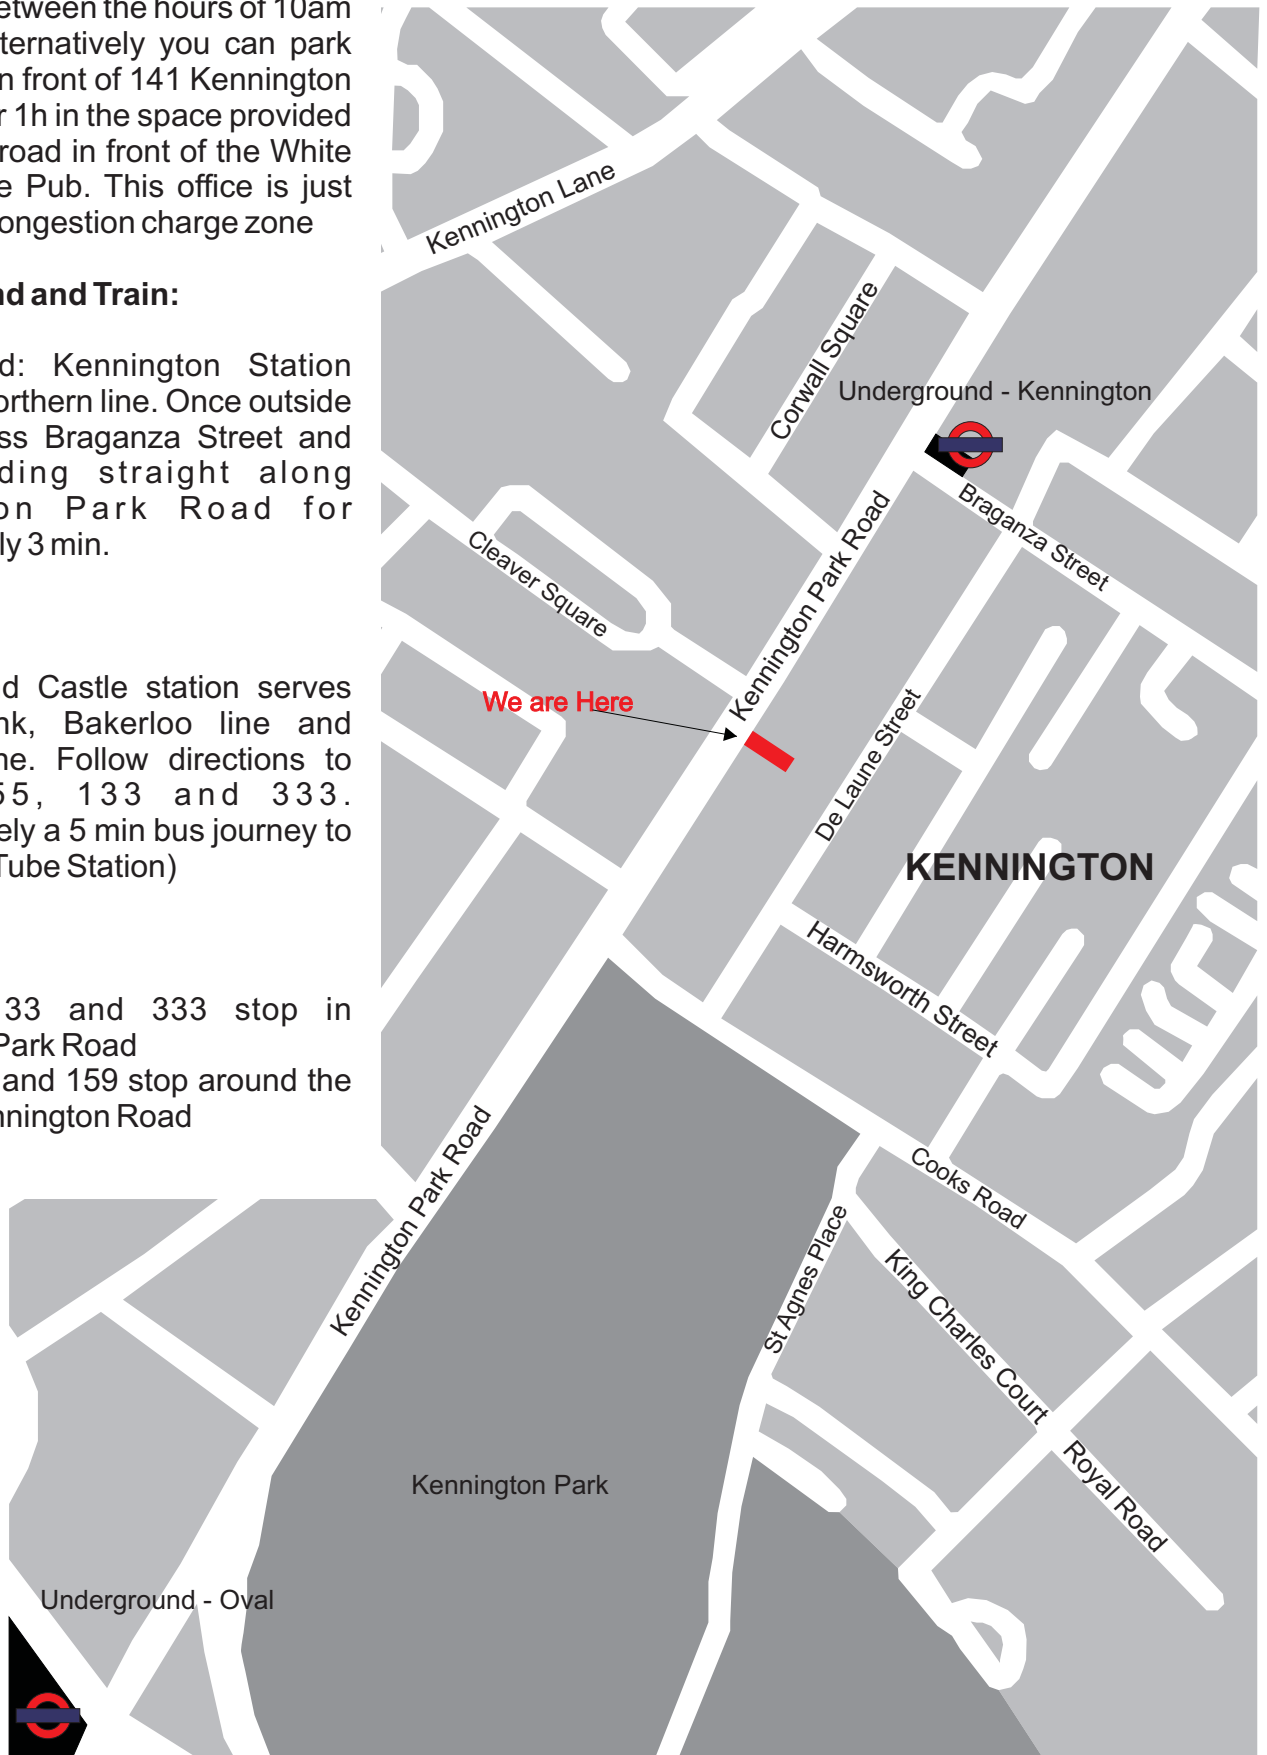 etween the hours of 10am
ternatively you can park
n front of 141 Kennington
r 1h in the space provided
road in front of the White
e Pub. This office is just
ongestion charge zone
nd and Train:
d: Kennington Station
orthern line. Once outside
ss Braganza Street and
ding straight along
on Park Road for
ly 3 min.
d Castle station serves
nk, Bakerloo line and
ne. Follow directions to
55, 133 and 333.
ely a 5 min bus journey to
Tube Station)
33 and 333 stop in
Park Road
and 159 stop around the
nnington Road
Kennington Lane
Corwall Square
Underground - Kennington
Braganza Street
Cleaver Square
Kennington Park Road
We are Here
De Laune Street
KENNINGTON
Harmsworth Street
Kennington Park Road
Cooks Road
St Agnes Place
King Charles Court
Royal Road
Kennington Park
Underground - Oval